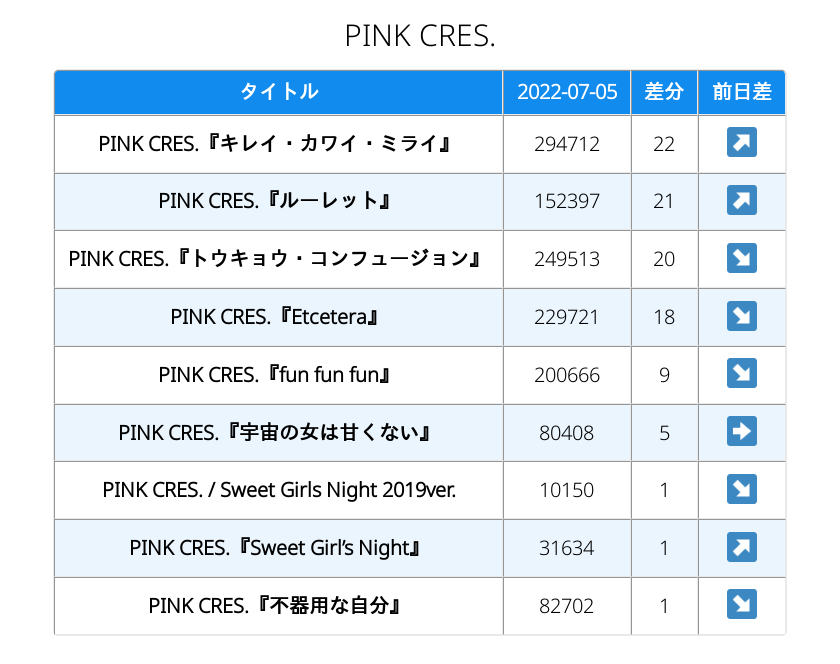 PINK CRES.
タイトル 2022-07-05 差分 前日差
PINK CRES.『キレイ・カワイ・ミライ』 294712 22
PINK CRES.『ルーレット』 152397 21
PINK CRES.『トウキョウ・コンフュージョン』 249513 20
PINK CRES.『Etcetera』 229721 18
PINK CRES.『fun fun fun』 200666 9
PINK CRES.『宇宙の女は甘くない』 80408 5
PINK CRES. / Sweet Girls Night 2019ver. 10150 1
PINK CRES.『Sweet Girl’s Night』 31634 1
PINK CRES.『不器用な自分』 82702 1